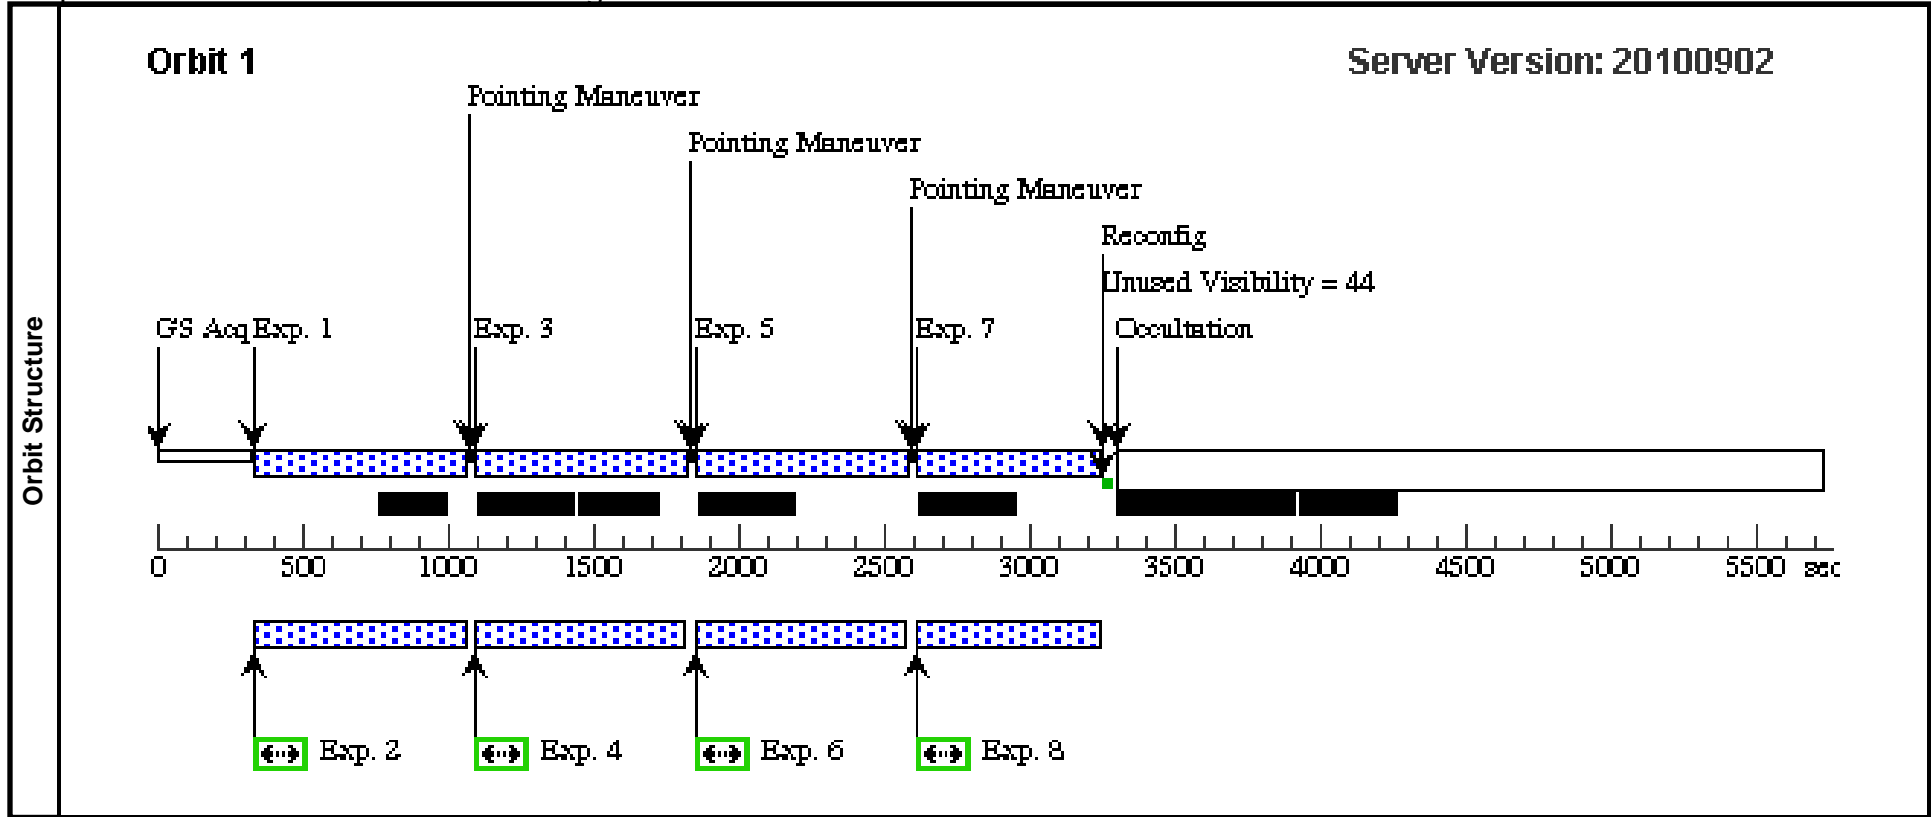 Orbit 1
Server Version: 20100902
Pointing Maneuver
Pointing Maneuver
Pointing Maneuver
Reconfig
Unused Visibility = 44
GS Acq Exp. 1 Exp. 3 Exp. 5 Exp. 7 Occultation
Orbit Structure
0 500 1000 1500 2000 2500 3000 3500 4000 4500 5000 5500 sec
Exp. 2 Exp. 4 Exp. 6 Exp. 8